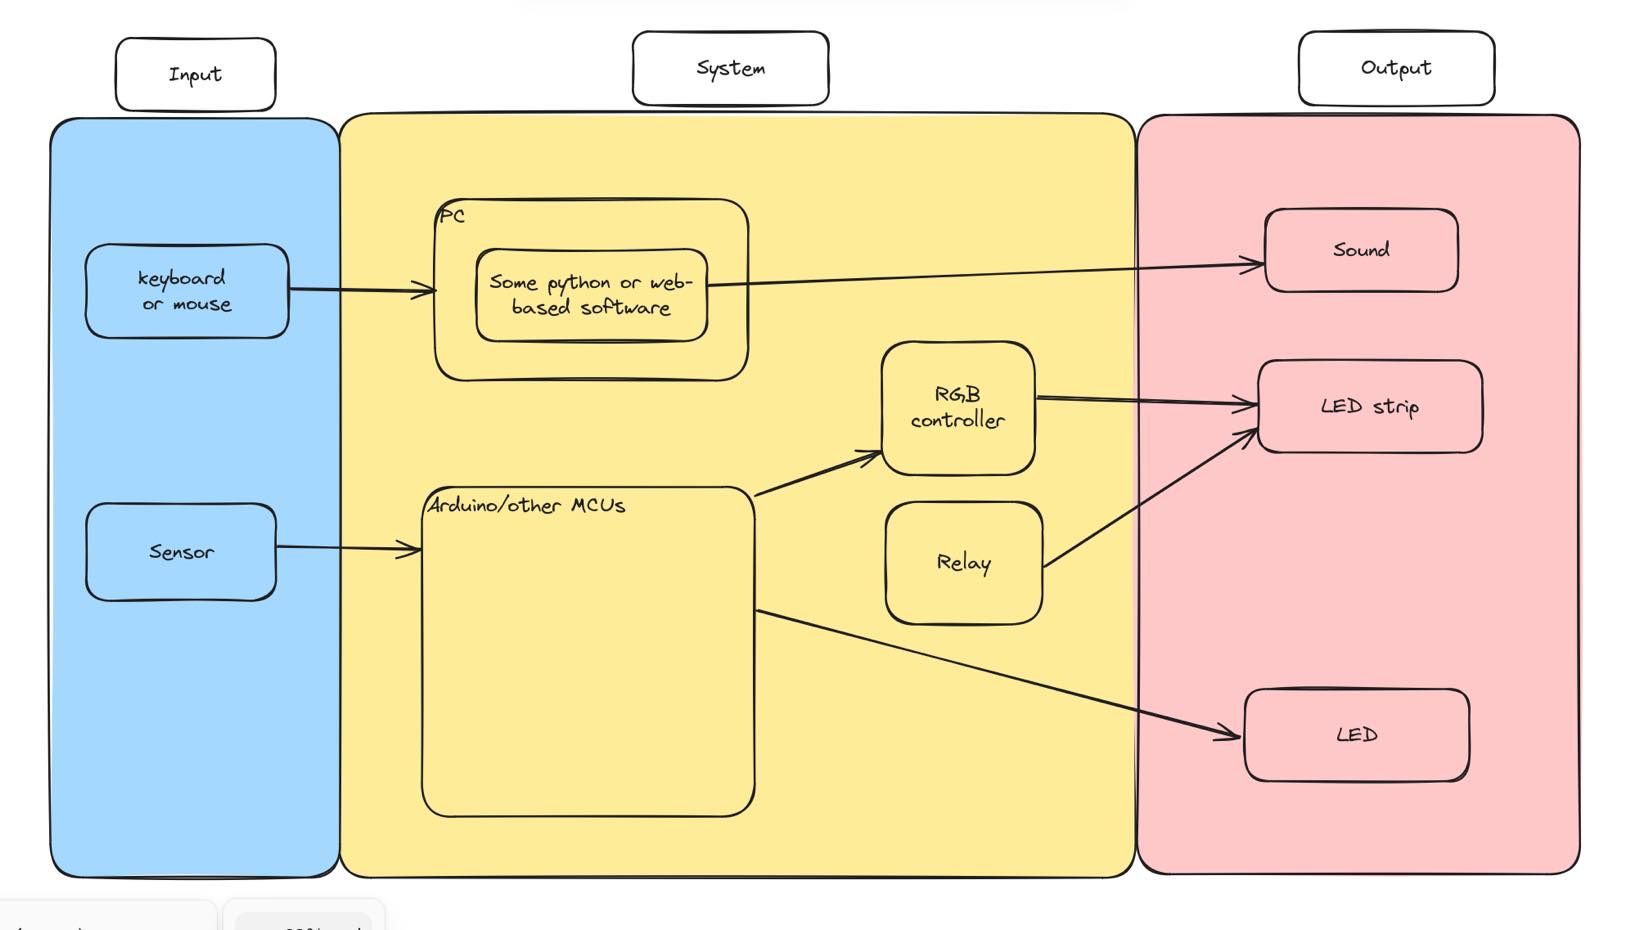 Input
System
Output
keyboard
or mouse
PC
Some python or web-
based software
Sound
RGB
controller
LED strip
Sensor
Arduino/other MCUs
Relay
LED